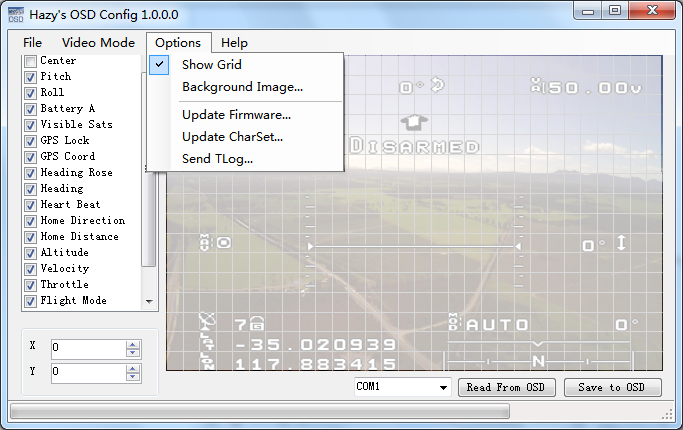 OSD
Hazy's OSD Config 1.0.0.0
File Video Mode Options Help
Center
Pitch
Roll
Battery A
Visible Sats
GPS Lock
GPS Coord
Heading Rose
Heading
Heart Beat
Home Direction
Home Distance
Altitude
Velocity
Throttle
Flight Mode
Show Grid
Background Image...
Update Firmware...
Update CharSet...
Send TLog...
0°
50.00v
DISARMED
0
0°
7
AUTO
0°
-35.020939
117.883415
N
X 0
Y 0
COM1
Read From OSD
Save to OSD